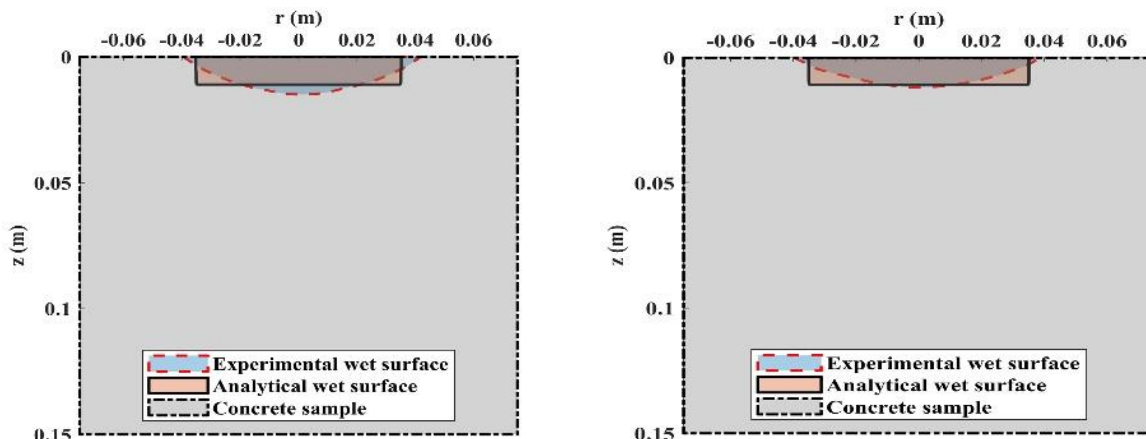 r (m)
-0.06 -0.04 -0.02 0 0.02 0.04 0.06
0
0.05
z (m)
0.1
0.15
Experimental wet surface
Analytical wet surface
Concrete sample
r (m)
-0.06 -0.04 -0.02 0 0.02 0.04 0.06
0
0.05
z (m)
0.1
0.15
Experimental wet surface
Analytical wet surface
Concrete sample